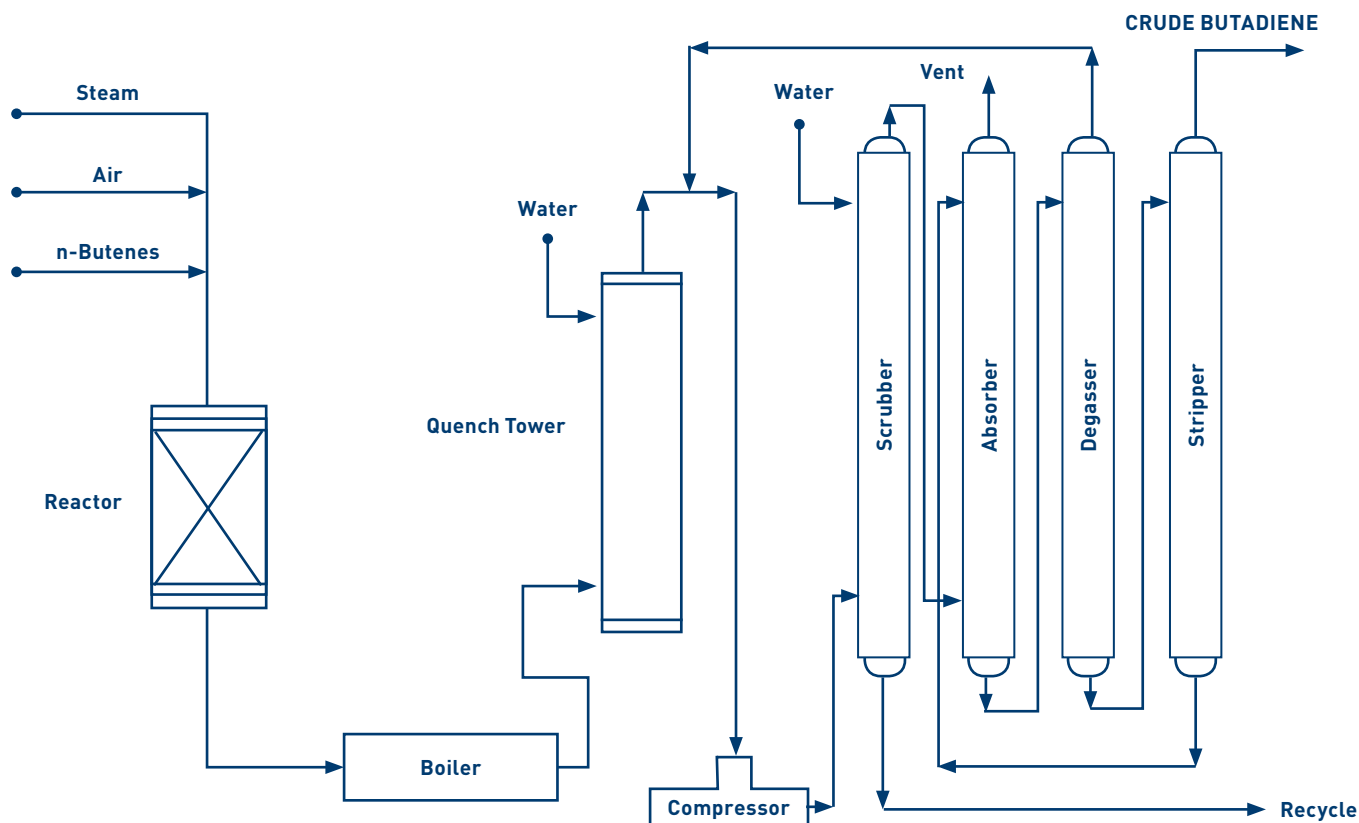 CRUDE BUTADIENE
Steam
Vent
Water
Air
Water
n-Butenes
Quench Tower
Scrubber
Absorber
Degasser
Stripper
Reactor
Boiler
Compressor
Recycle